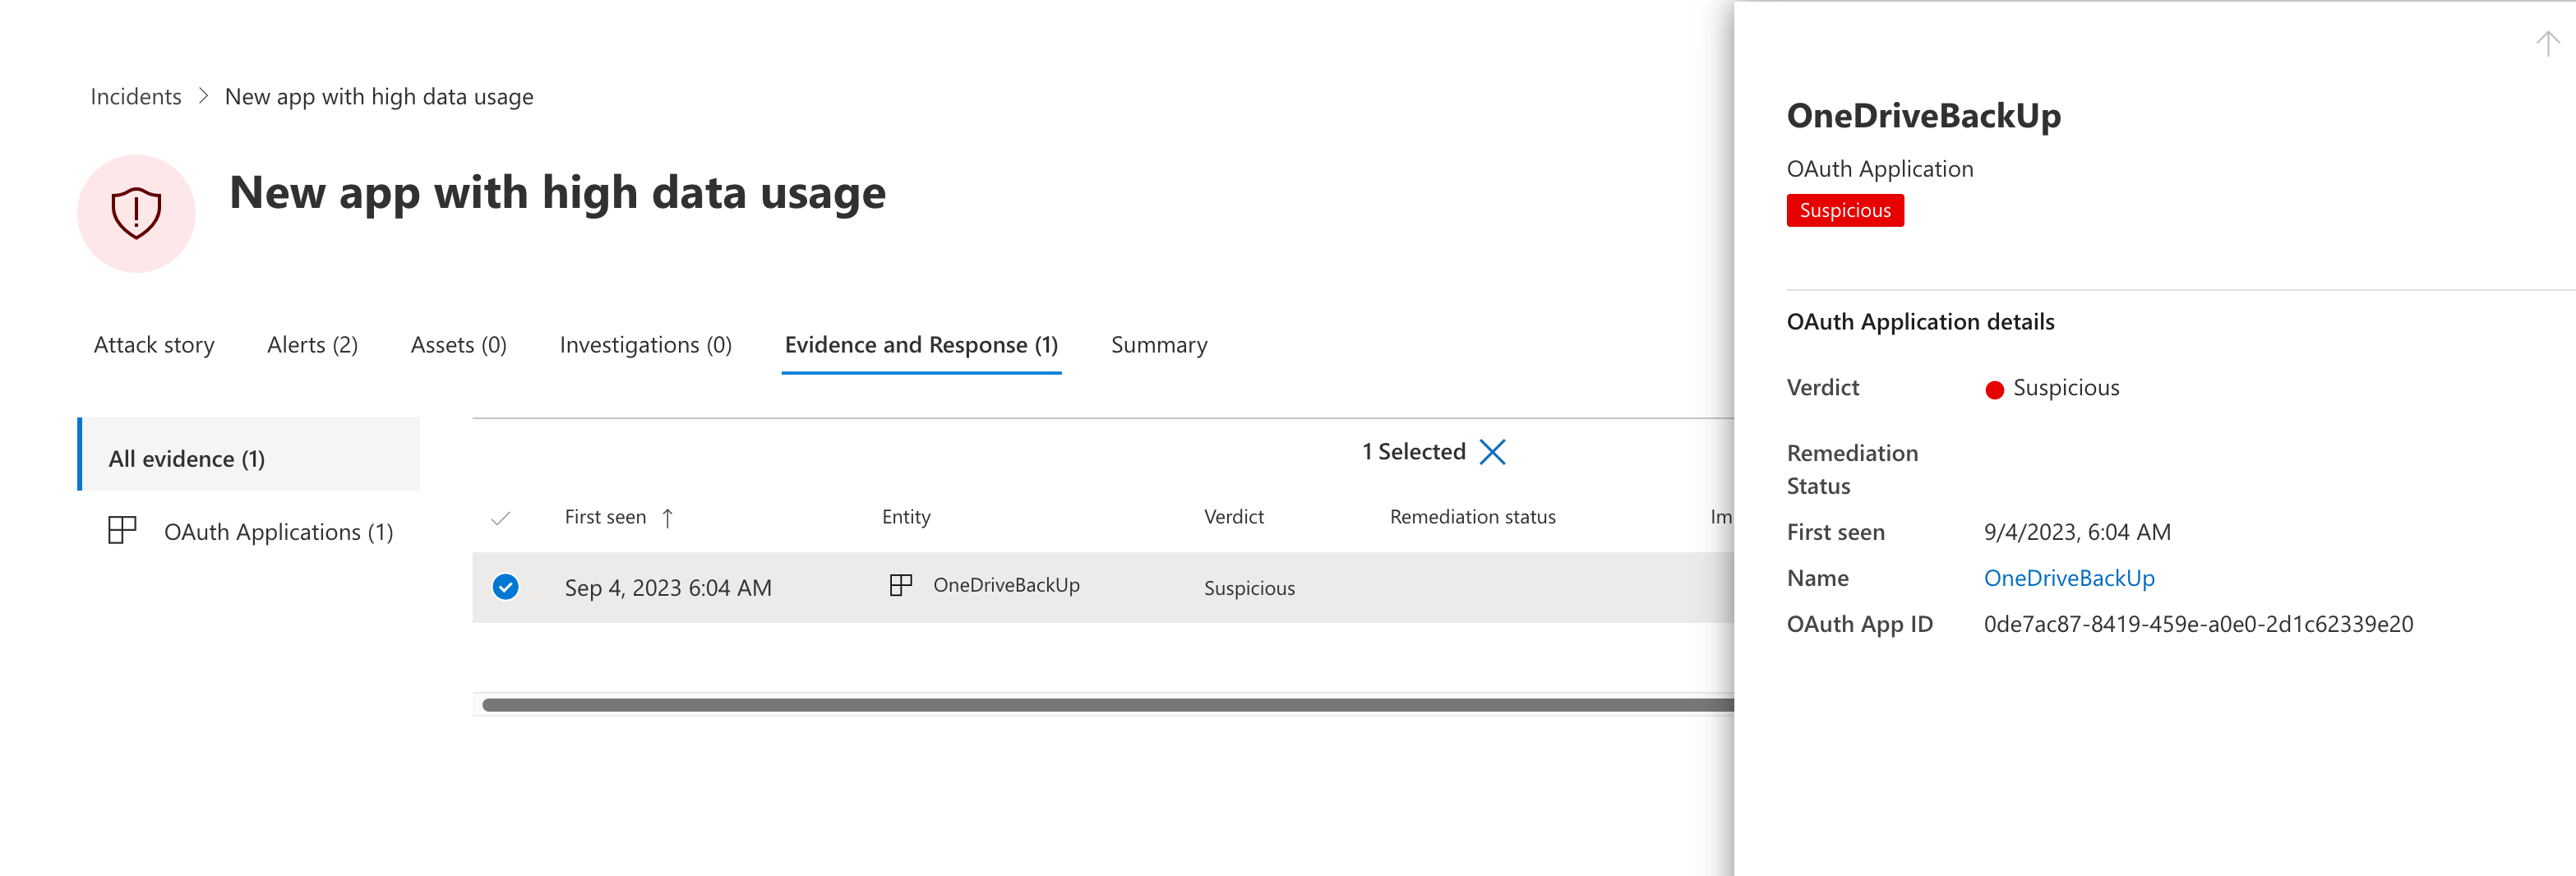 Incidents > New app with high data usage
New app with high data usage
Attack story Alerts (2) Assets (0) Investigations (0) Evidence and Response (1) Summary
All evidence (1)
OAuth Applications (1)
1 Selected
First seen ↑ Entity Verdict Remediation status Im
Sep 4, 2023 6:04 AM OneDriveBackUp Suspicious
OneDriveBackUp
OAuth Application
Suspicious
OAuth Application details
Verdict Suspicious
Remediation
Status
First seen 9/4/2023, 6:04 AM
Name OneDriveBackUp
OAuth App ID 0de7ac87-8419-459e-a0e0-2d1c62339e20